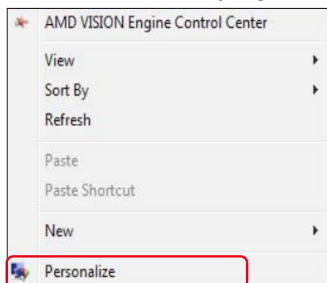 AMD VISION Engine Control Center
View
Sort By
Refresh
Paste
Paste Shortcut
New
Personalize